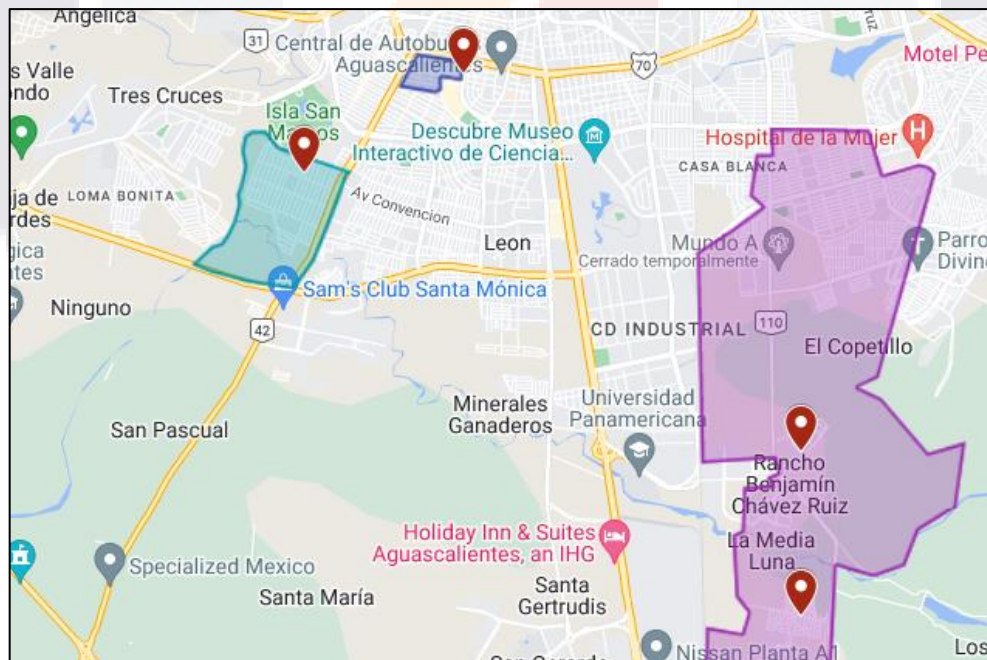 Angelica
31
Central de Autobu
Aguascalientes
70
Motel Pe
Valle
Tres Cruces
Isla San
Descubre Museo
Interactivo de Ciencia...
Hospital de la Mujer
H
CASA BLANCA
LOMA BONITA
Av Convencion
Leon
Mundo A
Cerrado temporalmente
Parro
Divin
Ninguno
Sam's Club Santa Mónica
42
CD INDUSTRIAL
110
El Copetillo
Universidad
Panamericana
Minerales
Ganaderos
San Pascual
Rancho
Benjamín
Chávez Ruiz
Holiday Inn & Suites
Aguascalientes, an IHG
La Media
Luna
Specialized Mexico
Santa María
Santa
Gertrudis
Nissan Planta A1
Los